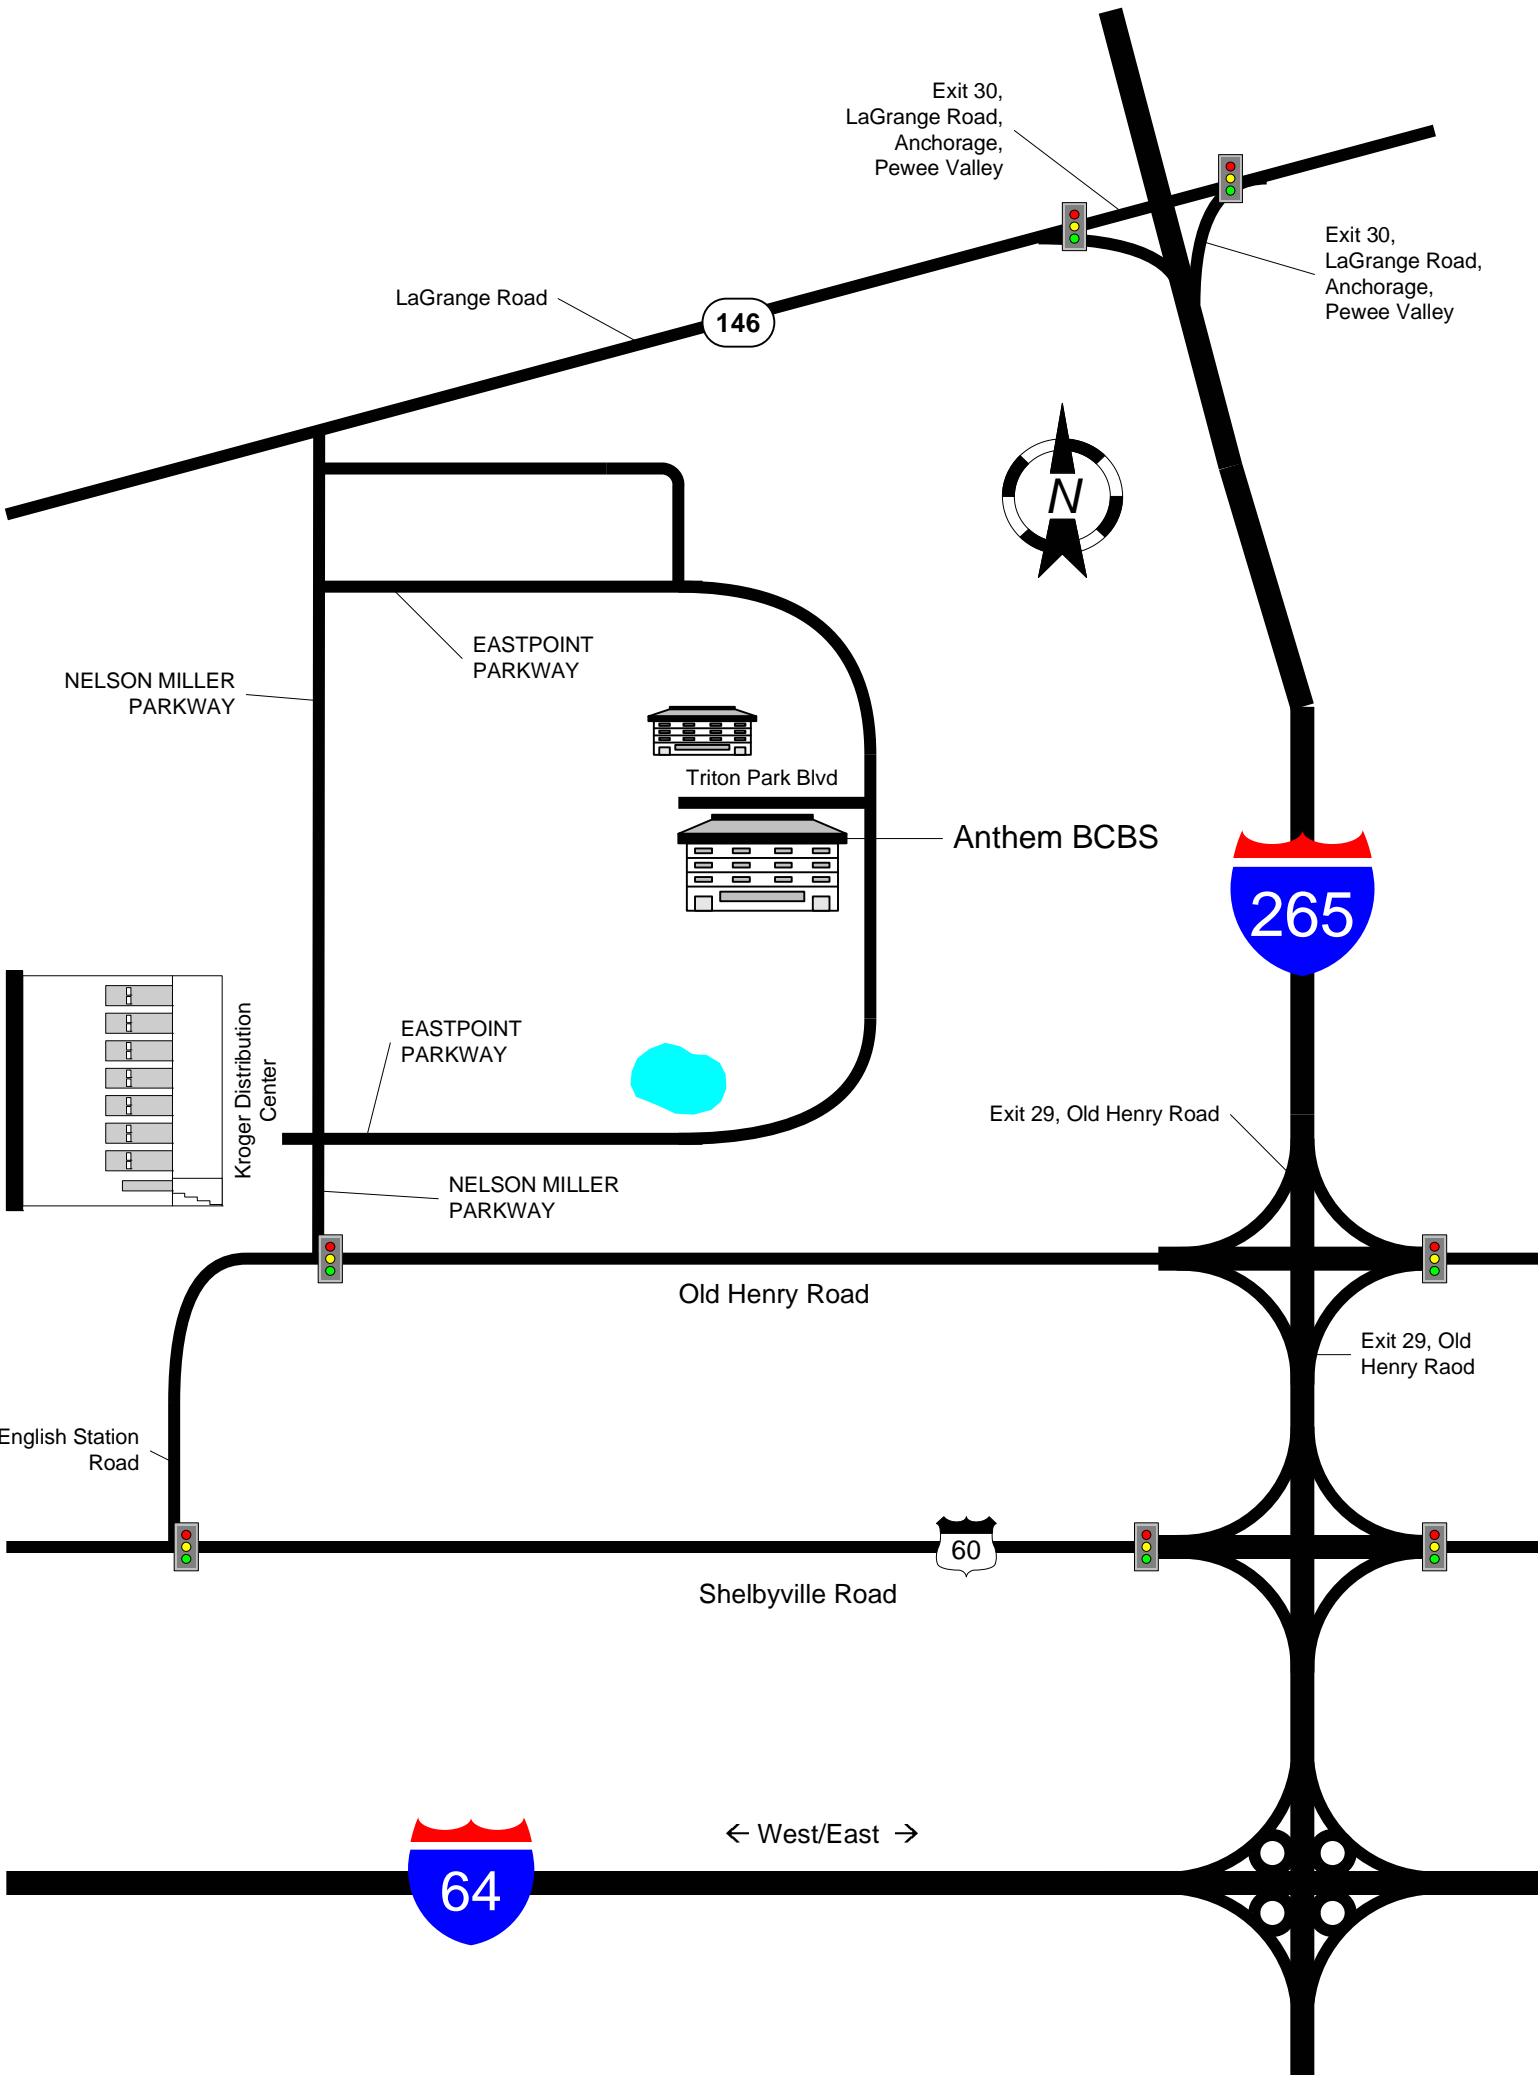 Exit 30,
LaGrange Road,
Anchorage,
Pewee Valley
Exit 30,
LaGrange Road,
Anchorage,
Pewee Valley
LaGrange Road
146
N
EASTPOINT
PARKWAY
NELSON MILLER
PARKWAY
Triton Park Blvd
Anthem BCBS
265
Kroger Distribution
Center
EASTPOINT
PARKWAY
Exit 29, Old Henry Road
NELSON MILLER
PARKWAY
Old Henry Road
Exit 29, Old
Henry Raod
English Station
Road
60
Shelbyville Road
← West/East →
64